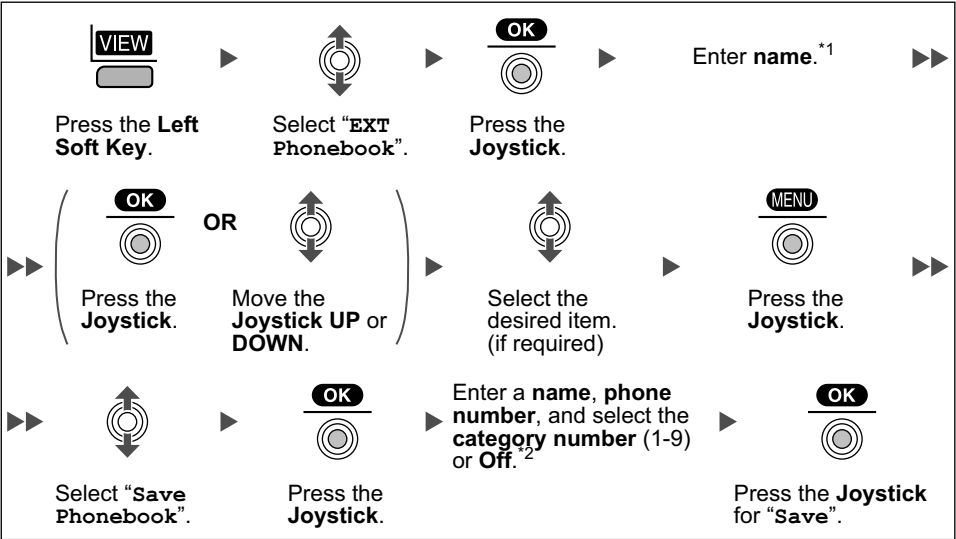 VIEW
OK
Enter name.*1
Press the Left
Soft Key.
Select “EXT
Phonebook”.
Press the
Joystick.
OK
OR
MENU
Press the
Joystick.
Move the
Joystick UP or
DOWN.
Select the
desired item.
(if required)
Press the
Joystick.
OK
Enter a name, phone
number, and select the
category number (1-9)
or Off.*2
OK
Select “Save
Phonebook”.
Press the
Joystick.
Press the Joystick
for “Save”.